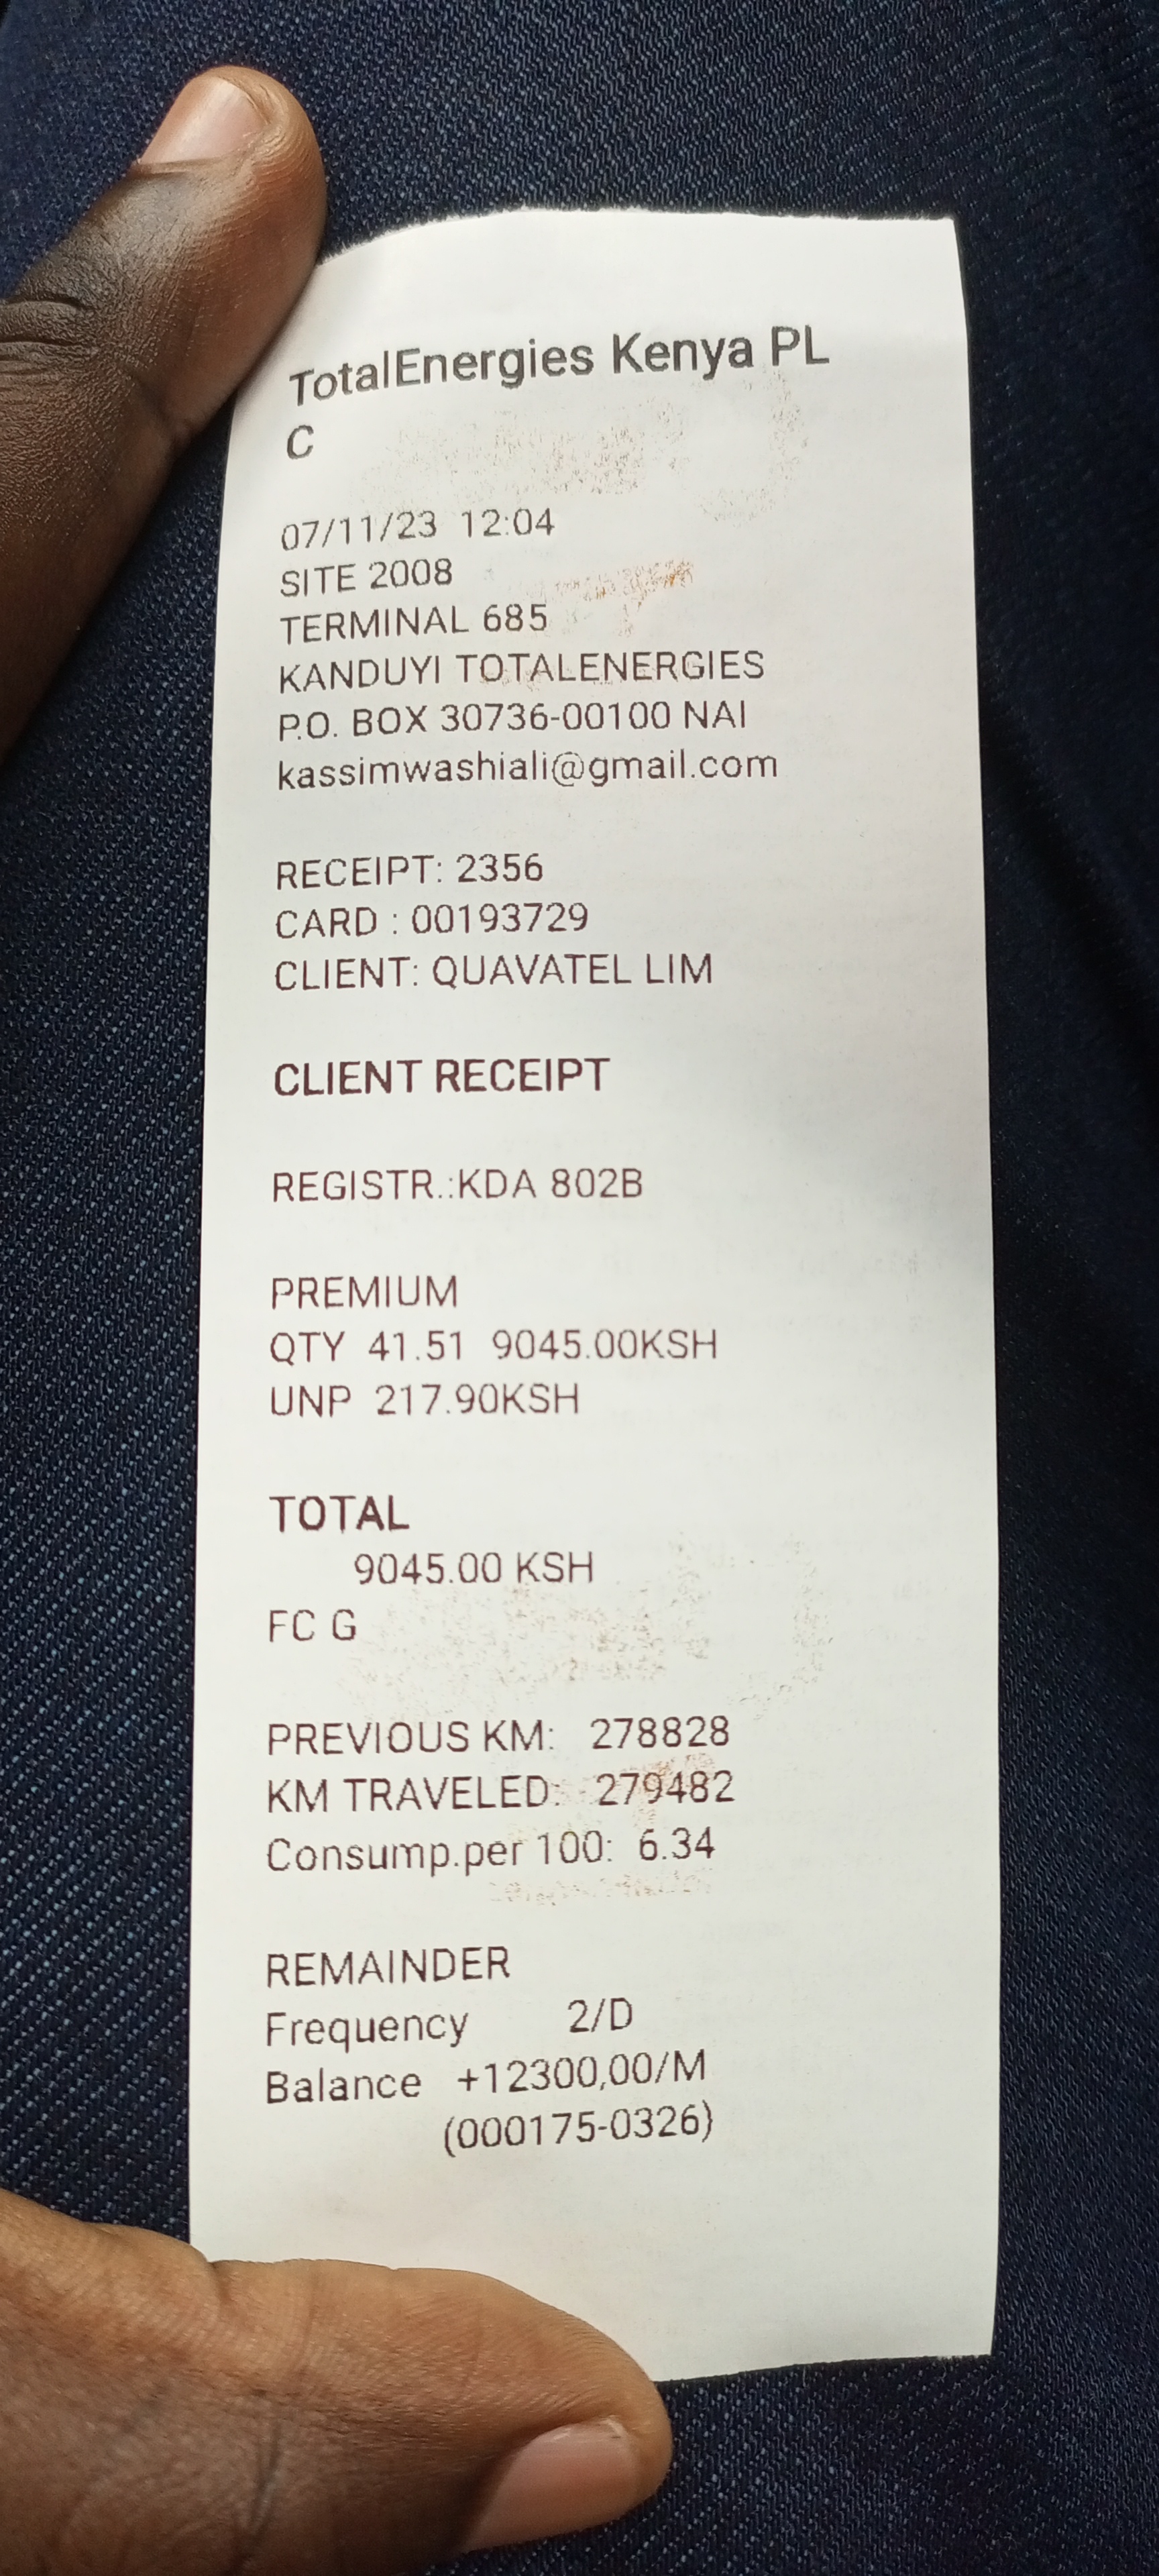 TotalEnergies Kenya PL
C
07/11/23 12:04
SITE 2008
TERMINAL 685
KANDUYI TOTALENERGIES
P.O. BOX 30736-00100 NAI
kassimwashiali@gmail.com
RECEIPT: 2356
CARD : 00193729
CLIENT: QUAVATEL LIM
CLIENT RECEIPT
REGISTR.:KDA 802B
PREMIUM
QTY 41.51 9045.00KSH
UNP 217.90KSH
TOTAL
9045.00 KSH
FC G
PREVIOUS KM: 278828
KM TRAVELED: 279482
Consump.per 100: 6.34
REMAINDER
Frequency 2/D
Balance +12300,00/M
(000175-0326)